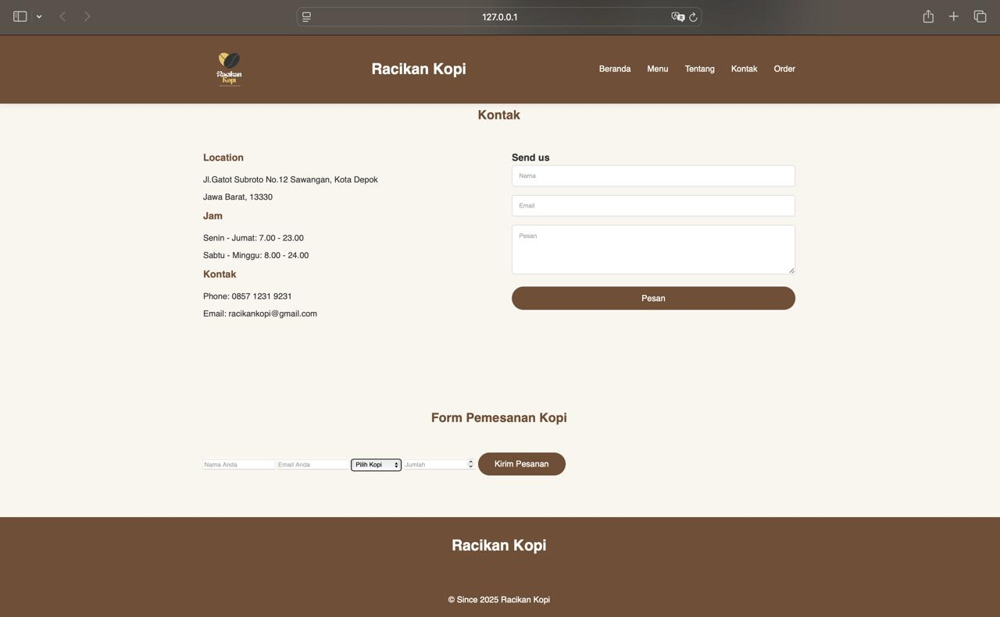 127.0.0.1
Racikan
Kopi
Racikan Kopi
Beranda Menu Tentang Kontak Order
Kontak
Location
Jl.Gatot Subroto No.12 Sawangan, Kota Depok
Jawa Barat, 13330
Jam
Senin - Jumat: 7.00 - 23.00
Sabtu - Minggu: 8.00 - 24.00
Kontak
Phone: 0857 1231 9231
Email: racikankopi@gmail.com
Send us
Nama
Email
Pesan
Pesan
Form Pemesanan Kopi
Nama Anda Email Anda Pilih Kopi Jumlah Kirim Pesanan
Racikan Kopi
© Since 2025 Racikan Kopi